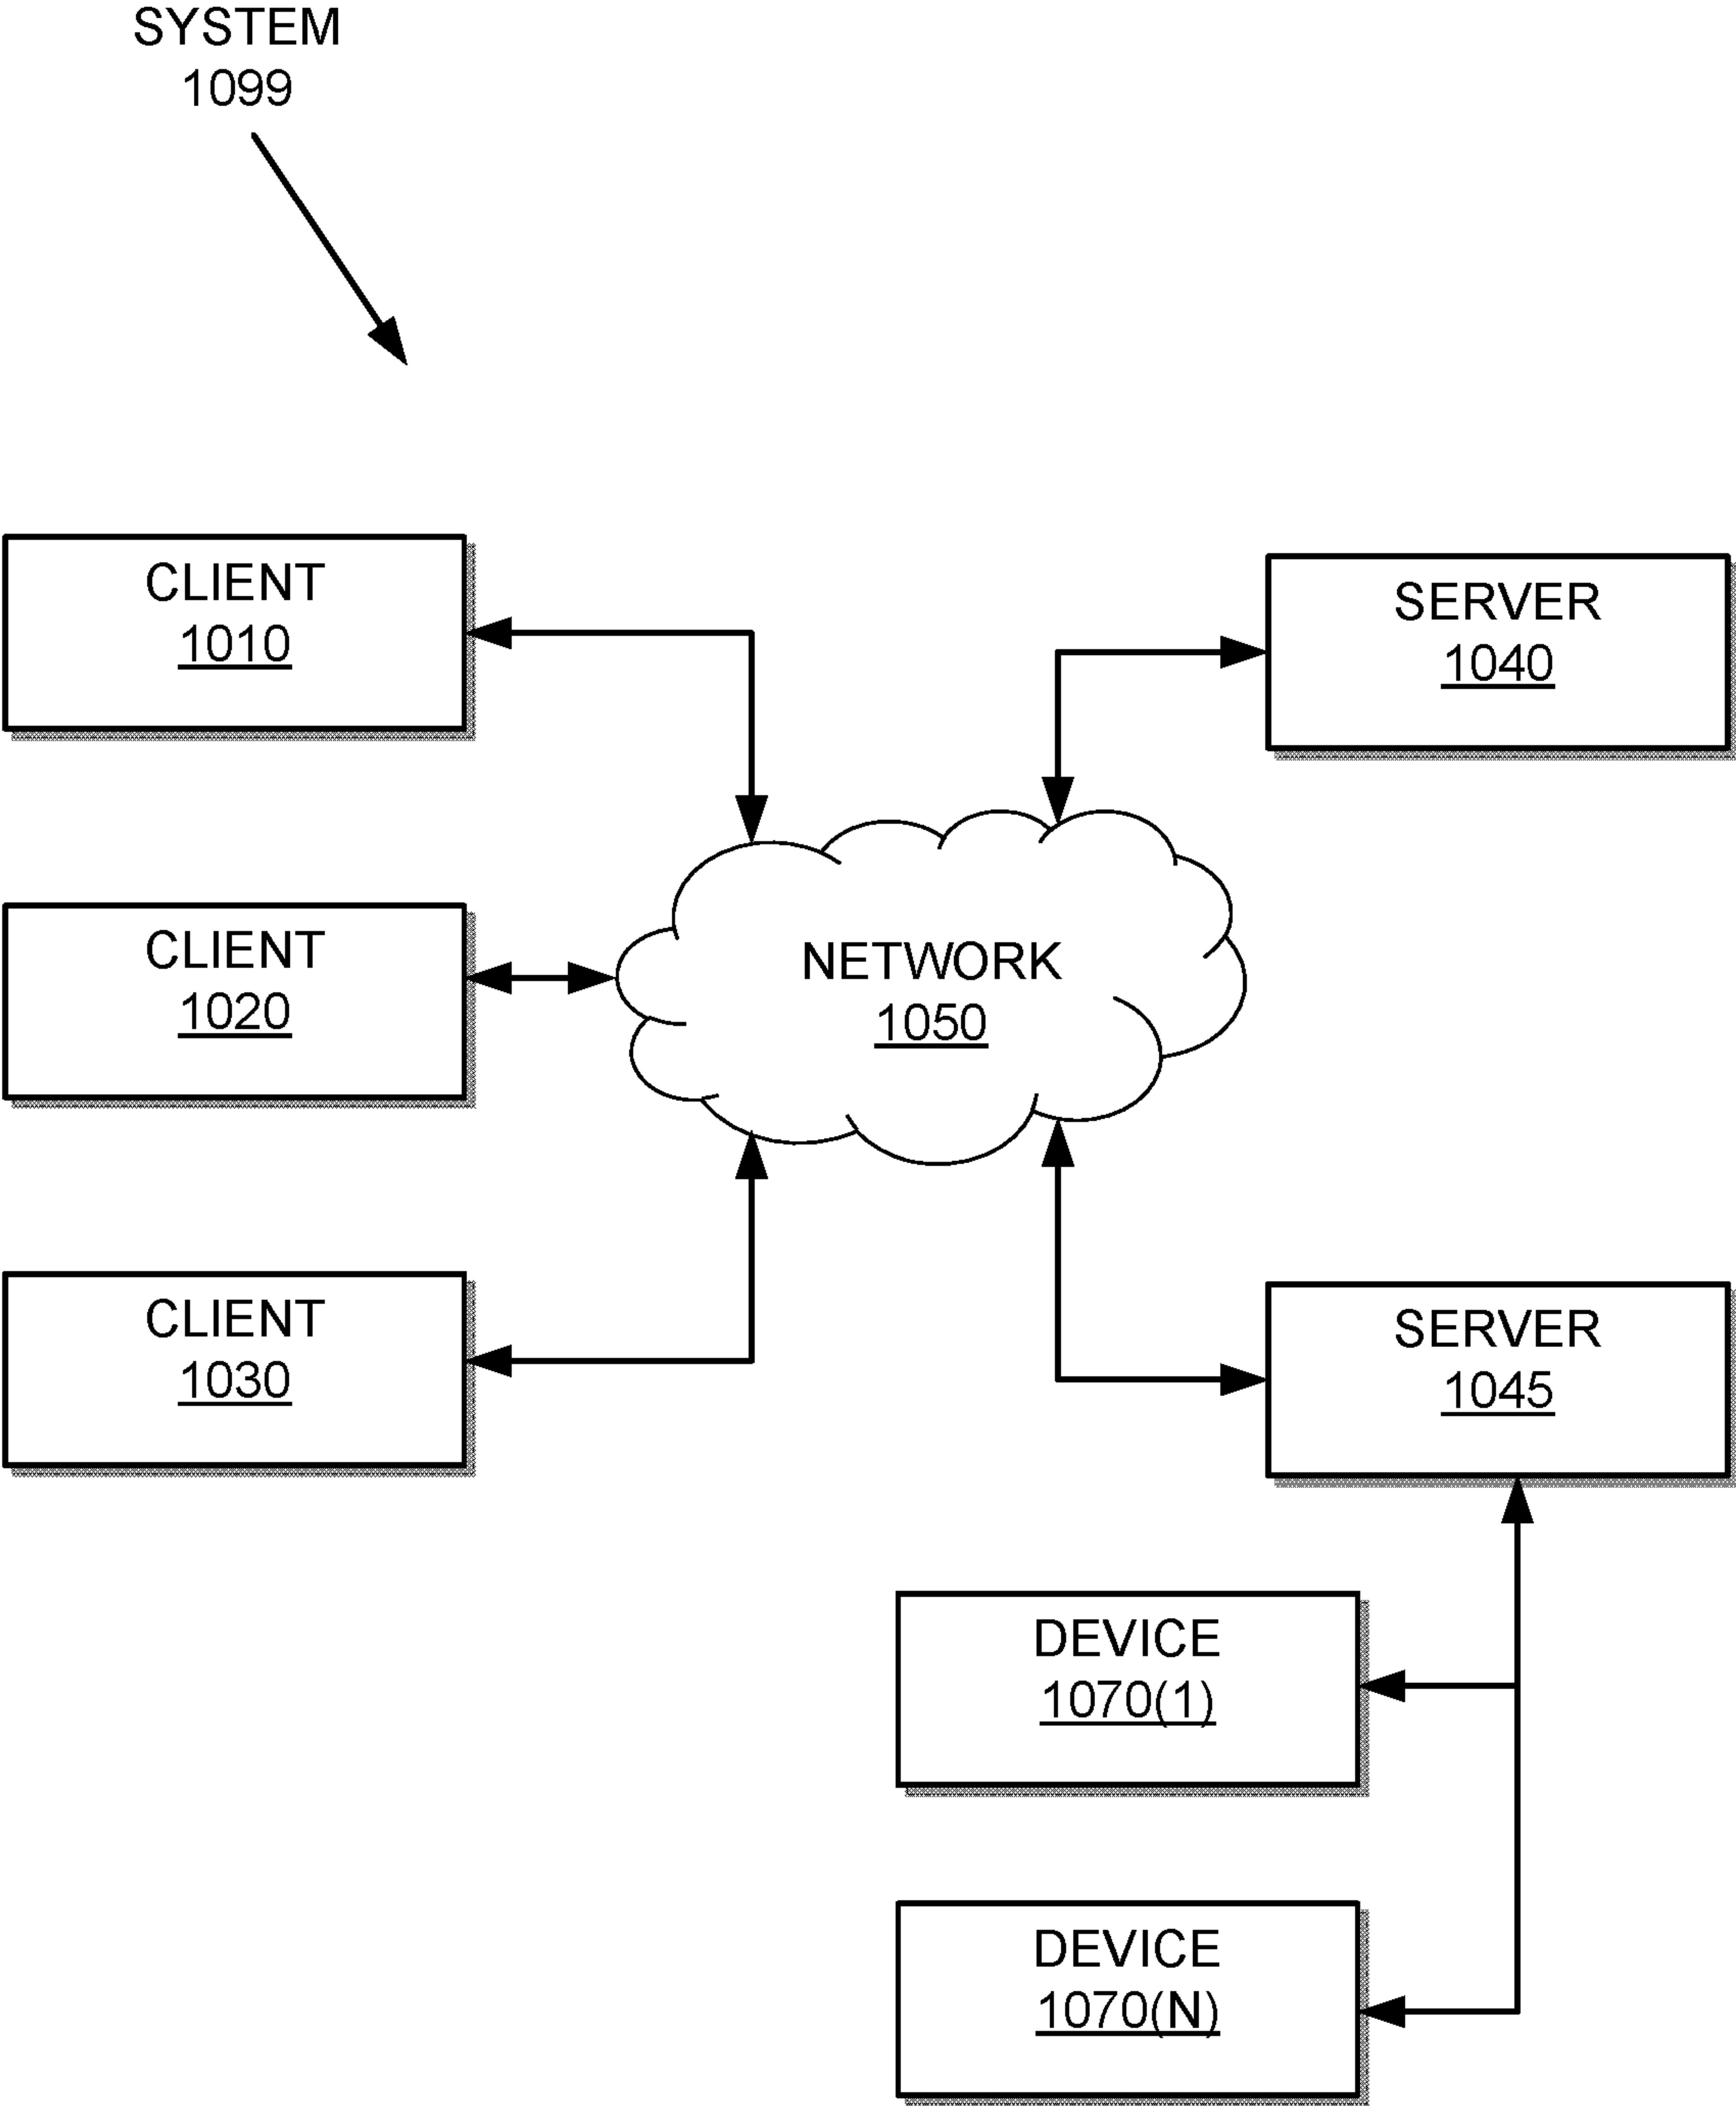 SYSTEM
1099
CLIENT
1010
SERVER
1040
CLIENT
1020
NETWORK
1050
CLIENT
1030
SERVER
1045
DEVICE
1070(1)
DEVICE
1070(N)